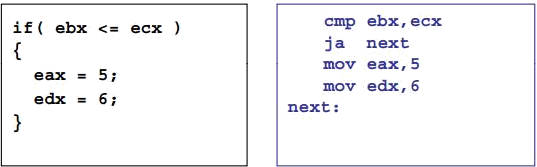 if( ebx <= ecx )
{
eax = 5;
edx = 6;
}
cmp ebx,ecx
ja next
mov eax,5
mov edx,6
next: